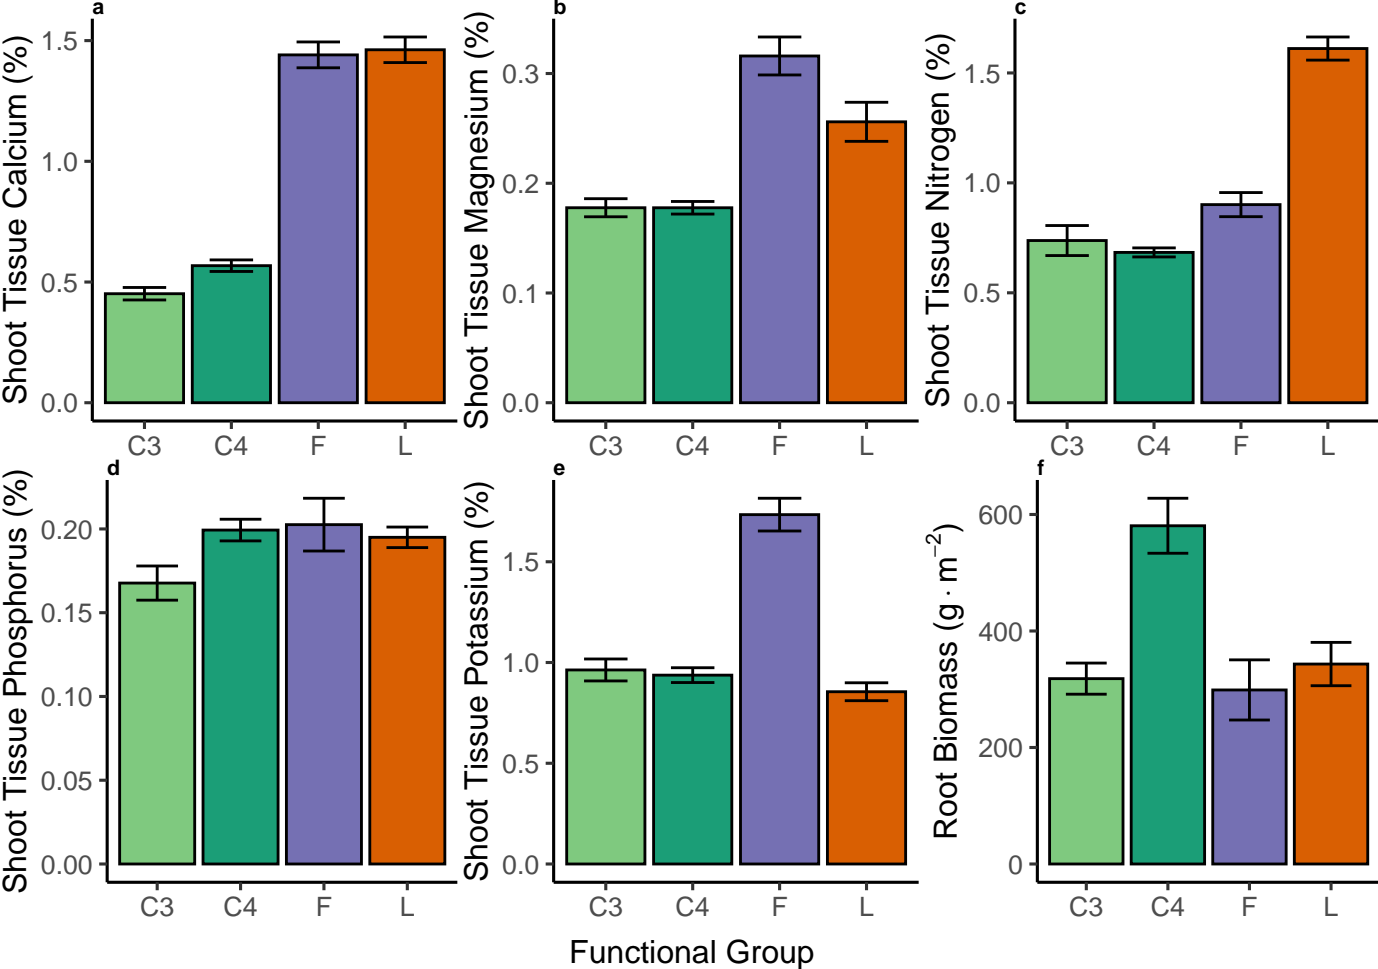 a
Shoot Tissue Calcium (%)
1.5
1.0
0.5
0.0
C3 C4 F L
b
Shoot Tissue Magnesium (%)
0.3
0.2
0.1
0.0
C3 C4 F L
c
Shoot Tissue Nitrogen (%)
1.5
1.0
0.5
0.0
C3 C4 F L
d
Shoot Tissue Phosphorus (%)
0.20
0.15
0.10
0.05
0.00
C3 C4 F L
e
Shoot Tissue Potassium (%)
1.5
1.0
0.5
0.0
C3 C4 F L
f
Root Biomass (g · m⁻²)
600
400
200
0
C3 C4 F L
Functional Group